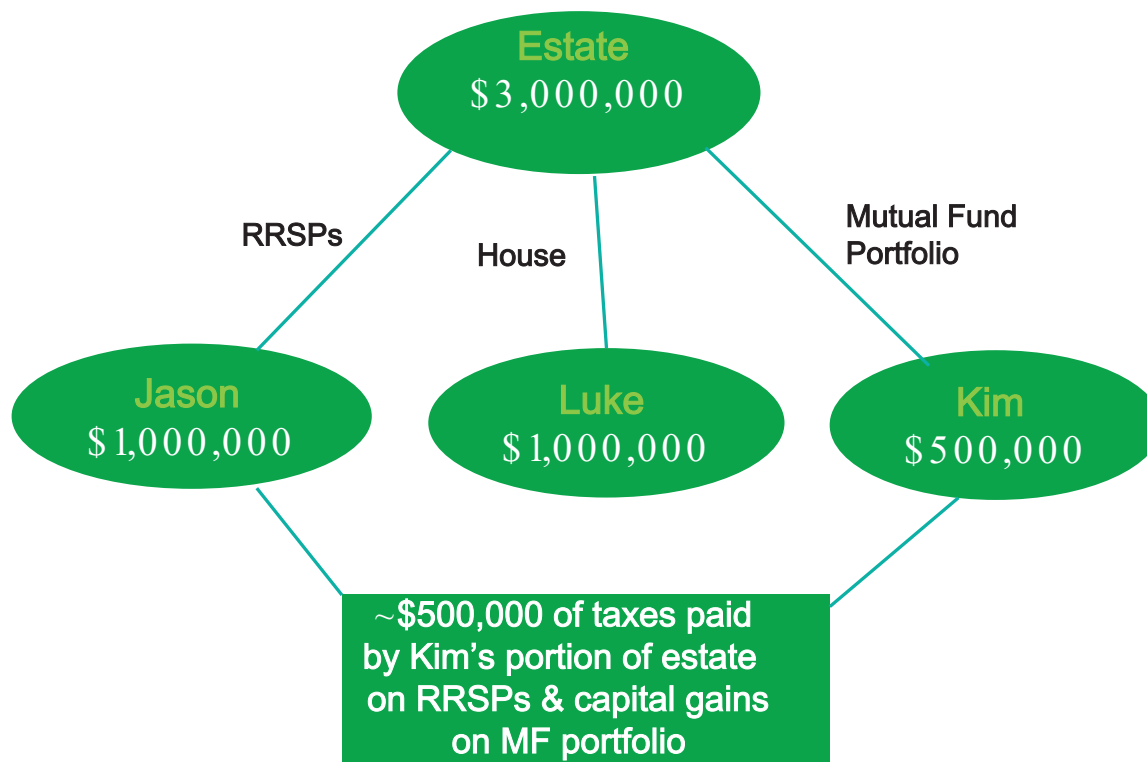 Estate
$3,000,000
RRSPs
House
Mutual Fund
Portfolio
Jason
$1,000,000
Luke
$1,000,000
Kim
$500,000
~$500,000 of taxes paid
by Kim’s portion of estate
on RRSPs & capital gains
on MF portfolio